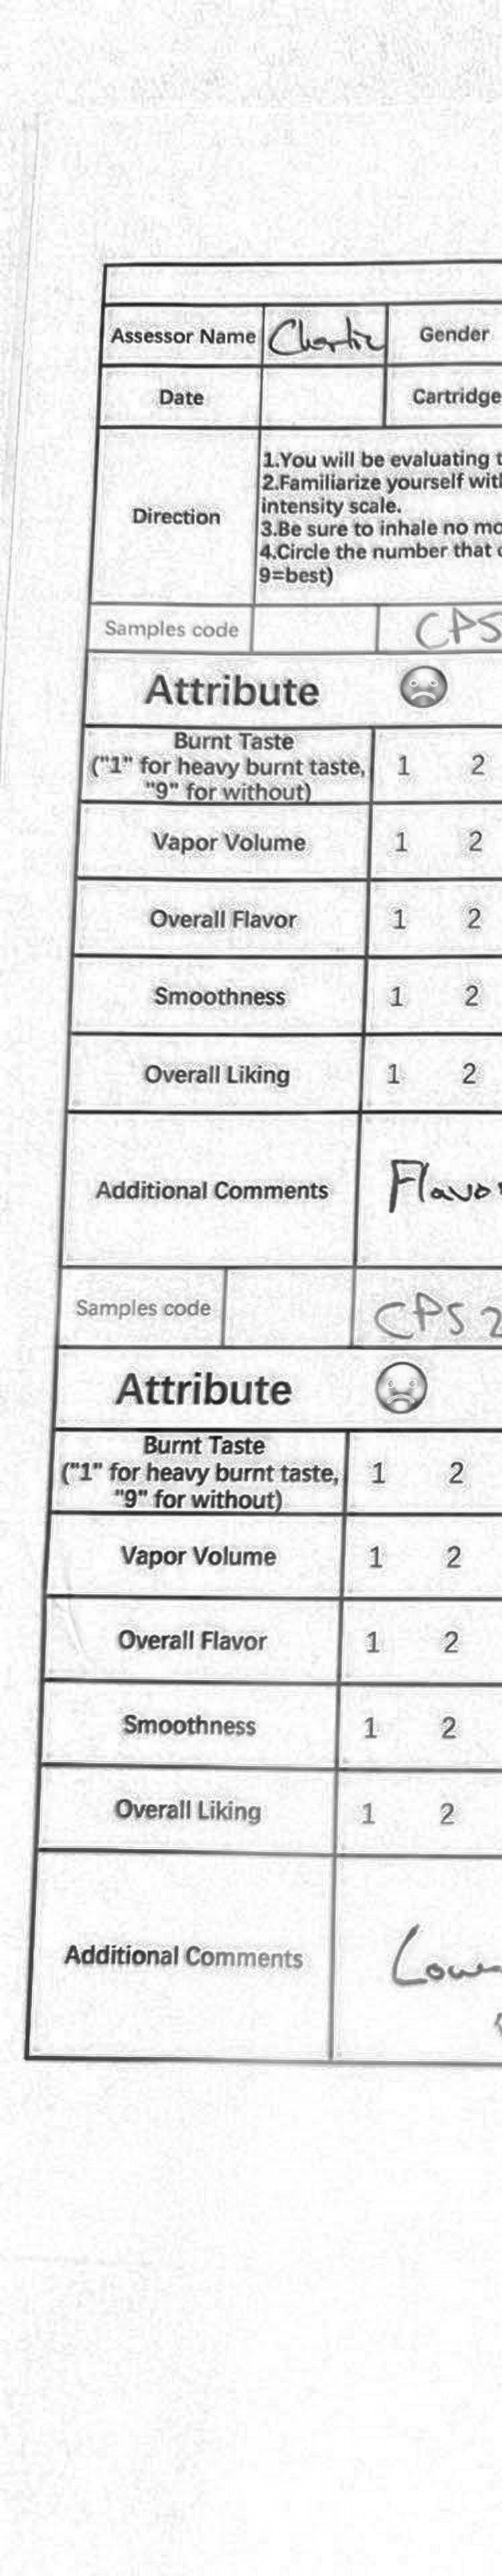 Assessor Name Charlie Gender
Date Cartridge
Direction
1.You will be evaluating t
2.Familiarize yourself with
intensity scale.
3.Be sure to inhale no mo
4.Circle the number that
9=best)
Samples code CPS
Attribute
Burnt Taste
("1" for heavy burnt taste, 1 2
"9" for without)
Vapor Volume 1 2
Overall Flavor 1 2
Smoothness 1 2
Overall Liking 1 2
Additional Comments Flavor
Samples code CPS 2
Attribute
Burnt Taste
("1" for heavy burnt taste, 1 2
"9" for without)
Vapor Volume 1 2
Overall Flavor 1 2
Smoothness 1 2
Overall Liking 1 2
Additional Comments